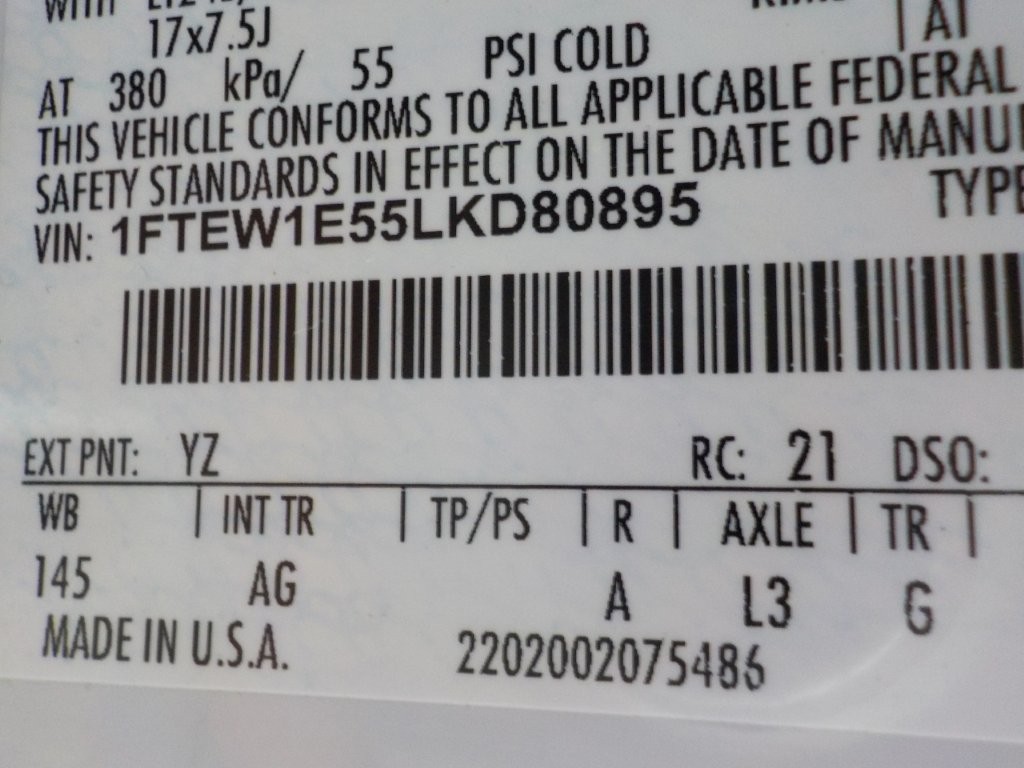 WITH
17x7.5J | AT
AT 380 kPa/ 55 PSI COLD
THIS VEHICLE CONFORMS TO ALL APPLICABLE FEDERAL
SAFETY STANDARDS IN EFFECT ON THE DATE OF MANU
VIN: 1FTEW1E55LKD80895 TYPE
EXT PNT: YZ RC: 21 DSO:
WB | INT TR | TP/PS | R | AXLE | TR |
145 AG A L3 G
MADE IN U.S.A. 2202002075486